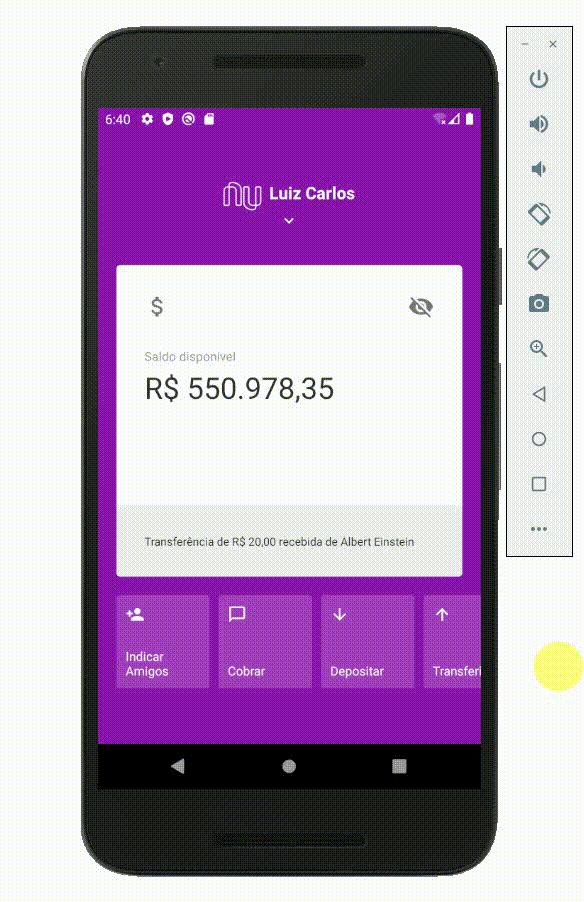 6:40
nu Luiz Carlos
$
Saldo disponível
R$ 550.978,35
Transferência de R$ 20,00 recebida de Albert Einstein
Indicar
Amigos
Cobrar
Depositar
Transferi